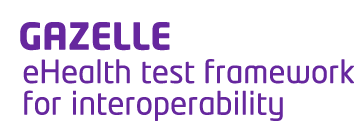 GAZELLE
eHealth test framework
for interoperability